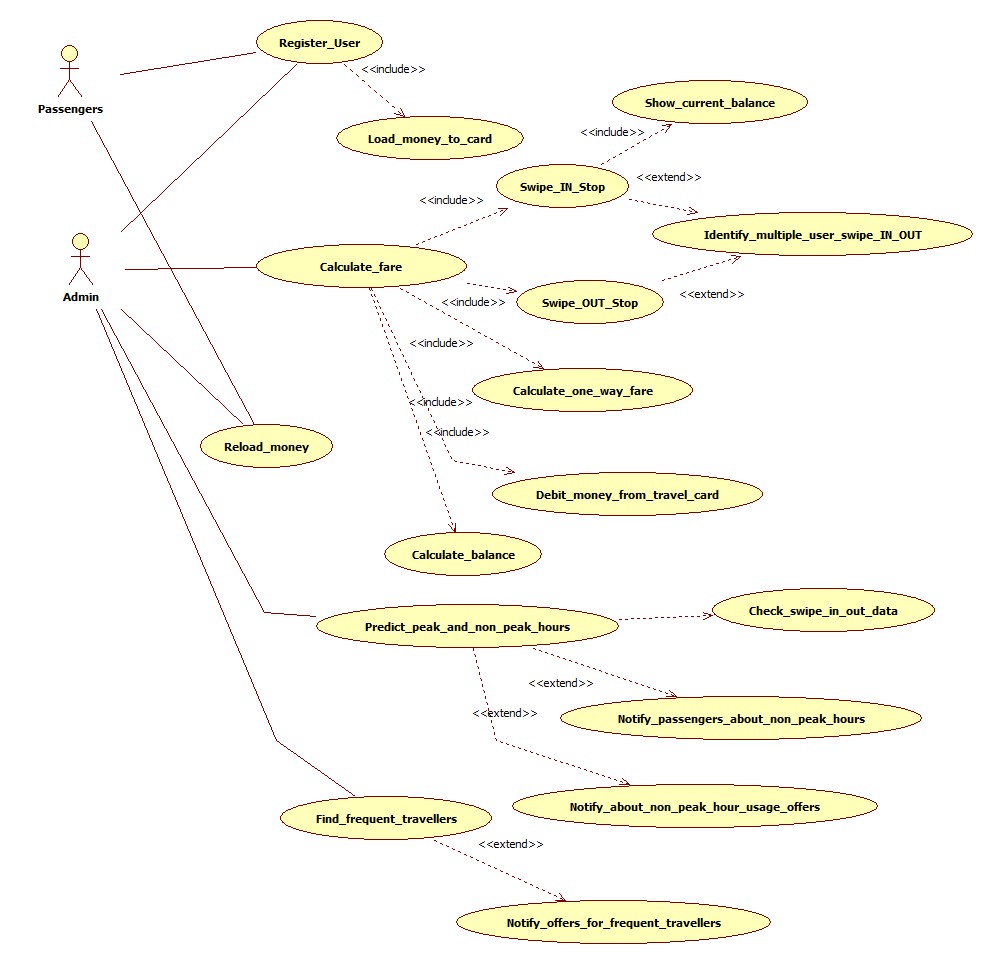 Register_User
<<include>>
Passengers
Show_current_balance
Load_money_to_card
<<include>>
Swipe_IN_Stop
<<extend>>
<<include>>
Identify_multiple_user_swipe_IN_OUT
Calculate_fare
Admin
<<extend>>
<<include>>
Swipe_OUT_Stop
<<include>>
Calculate_one_way_fare
<<include>>
<<include>>
Reload_money
Debit_money_from_travel_card
Calculate_balance
Check_swipe_in_out_data
Predict_peak_and_non_peak_hours
<<extend>>
<<extend>>
Notify_passengers_about_non_peak_hours
Notify_about_non_peak_hour_usage_offers
Find_frequent_travellers
<<extend>>
Notify_offers_for_frequent_travellers